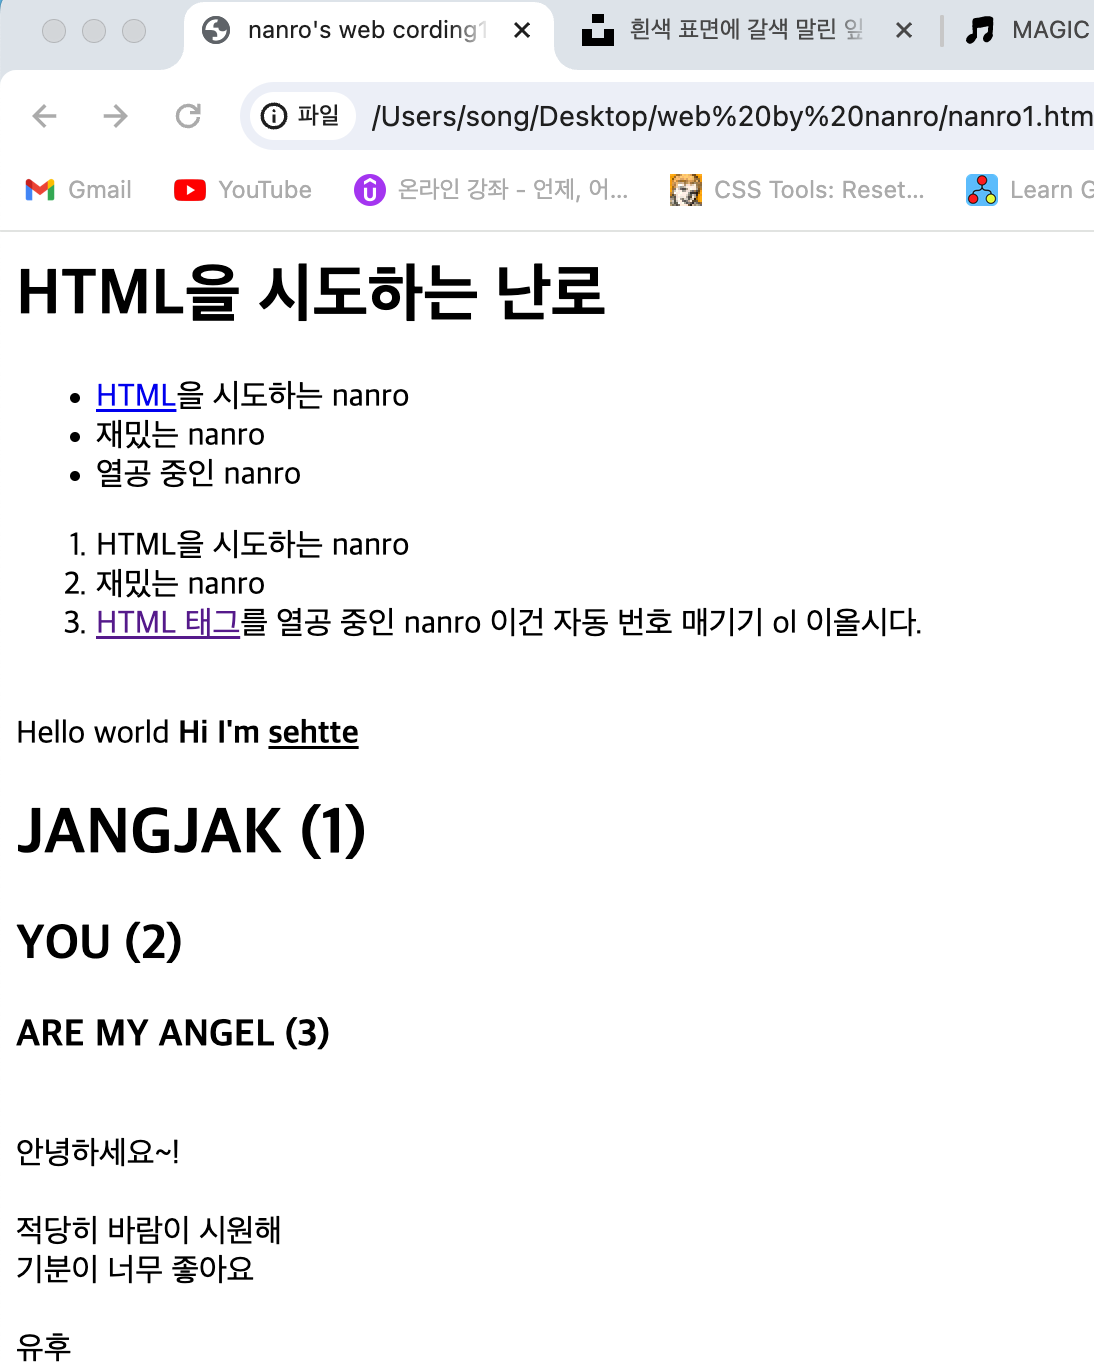 nanro's web cording1
흰색 표면에 갈색 말린 잎
MAGIC
파일
/Users/song/Desktop/web%20by%20nanro/nanro1.htm
Gmail
YouTube
온라인 강좌 - 언제, 어...
CSS Tools: Reset...
Learn G
HTML을 시도하는 난로
• HTML을 시도하는 nanro
• 재밌는 nanro
• 열공 중인 nanro
1. HTML을 시도하는 nanro
2. 재밌는 nanro
3. HTML 태그를 열공 중인 nanro 이건 자동 번호 매기기 ol 이올시다.
Hello world Hi I'm sehtte
JANGJAK (1)
YOU (2)
ARE MY ANGEL (3)
안녕하세요~!
적당히 바람이 시원해
기분이 너무 좋아요
유후